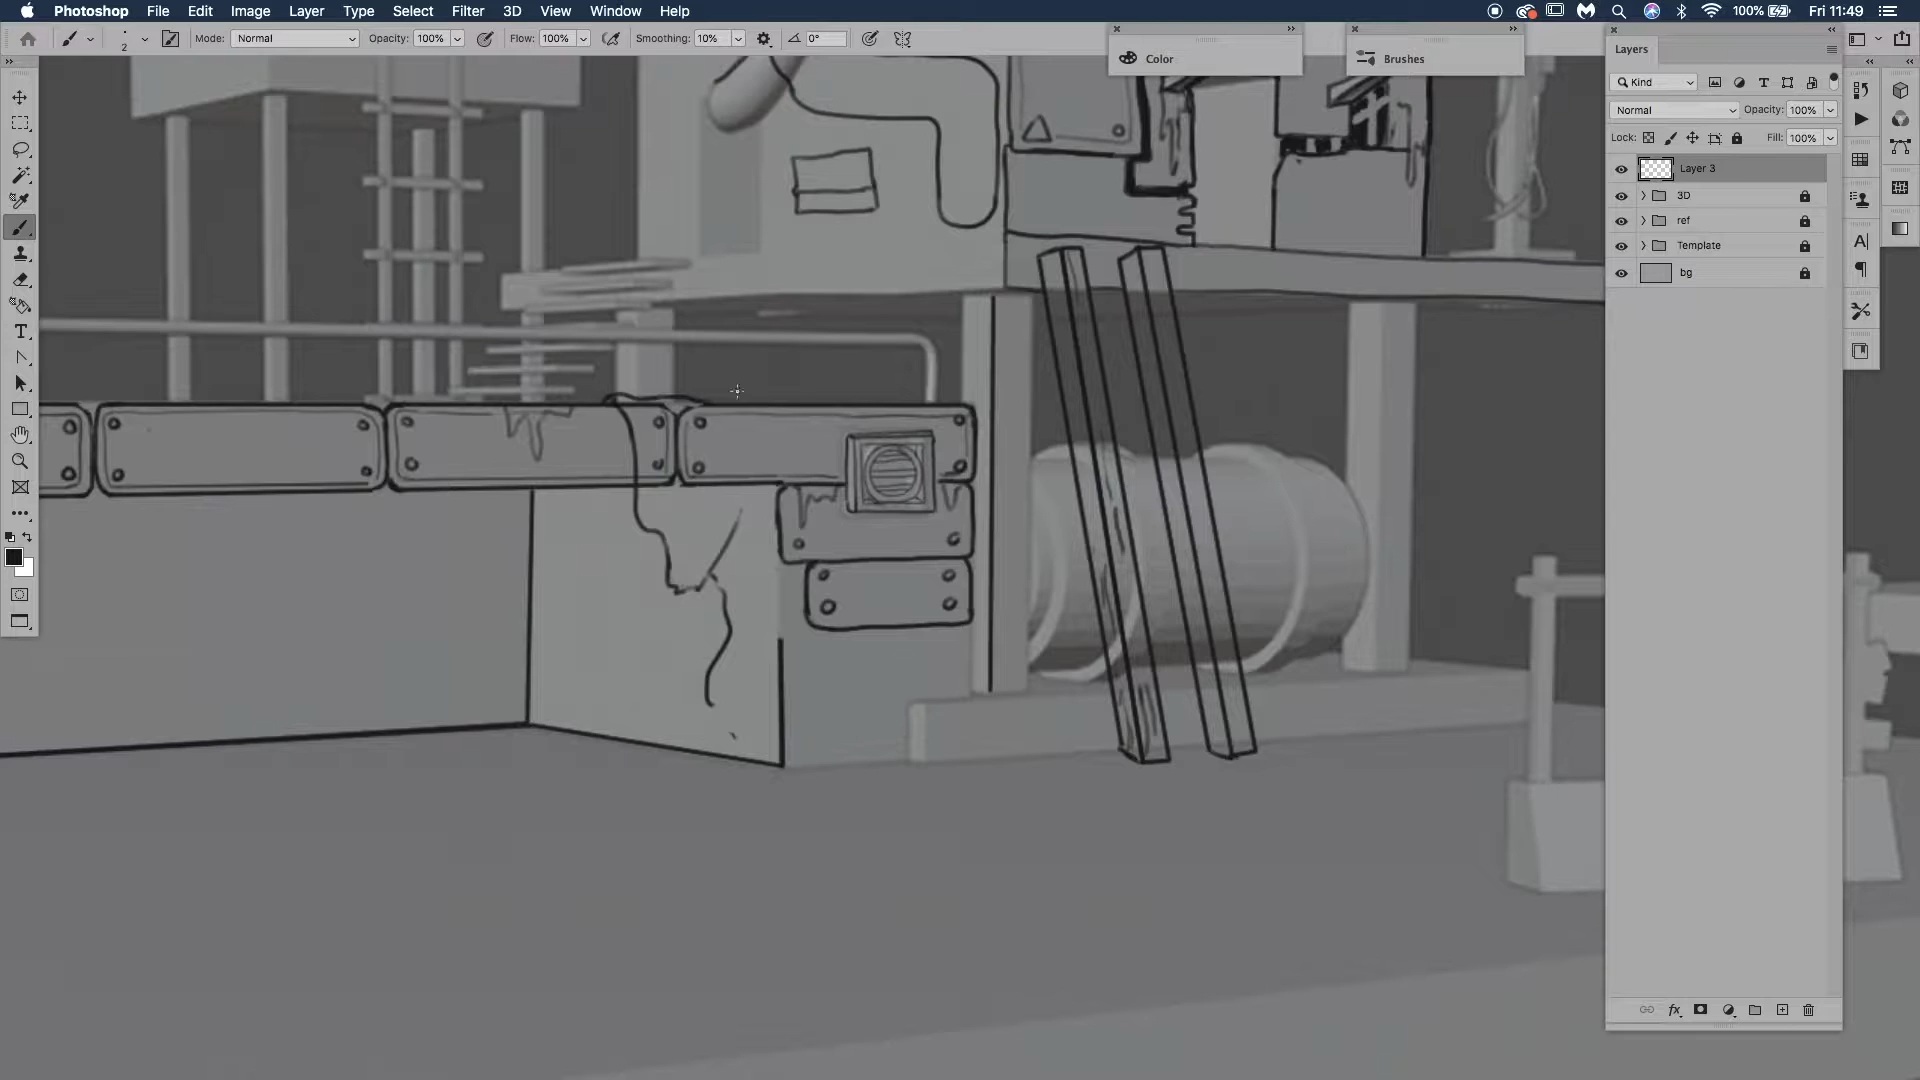 Photoshop File Edit Image Layer Type Select Filter 3D View Window Help 100% Fri 11:49
2 Mode: Normal Opacity: 100% Flow: 100% Smoothing: 10% 0°
Color
Brushes
Layers
Kind
Normal Opacity: 100%
Lock: Fill: 100%
Layer 3
3D
ref
Template
bg
fx